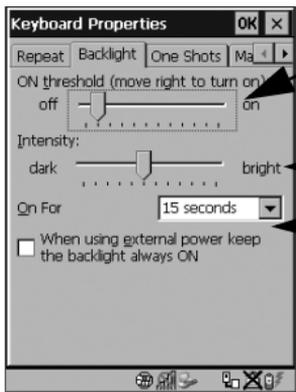 Keyboard Properties OK ×
Repeat Backlight One Shots Ma
ON threshold (move right to turn on)
off on
Intensity:
dark bright
On For 15 seconds
When using external power keep
the backlight always ON